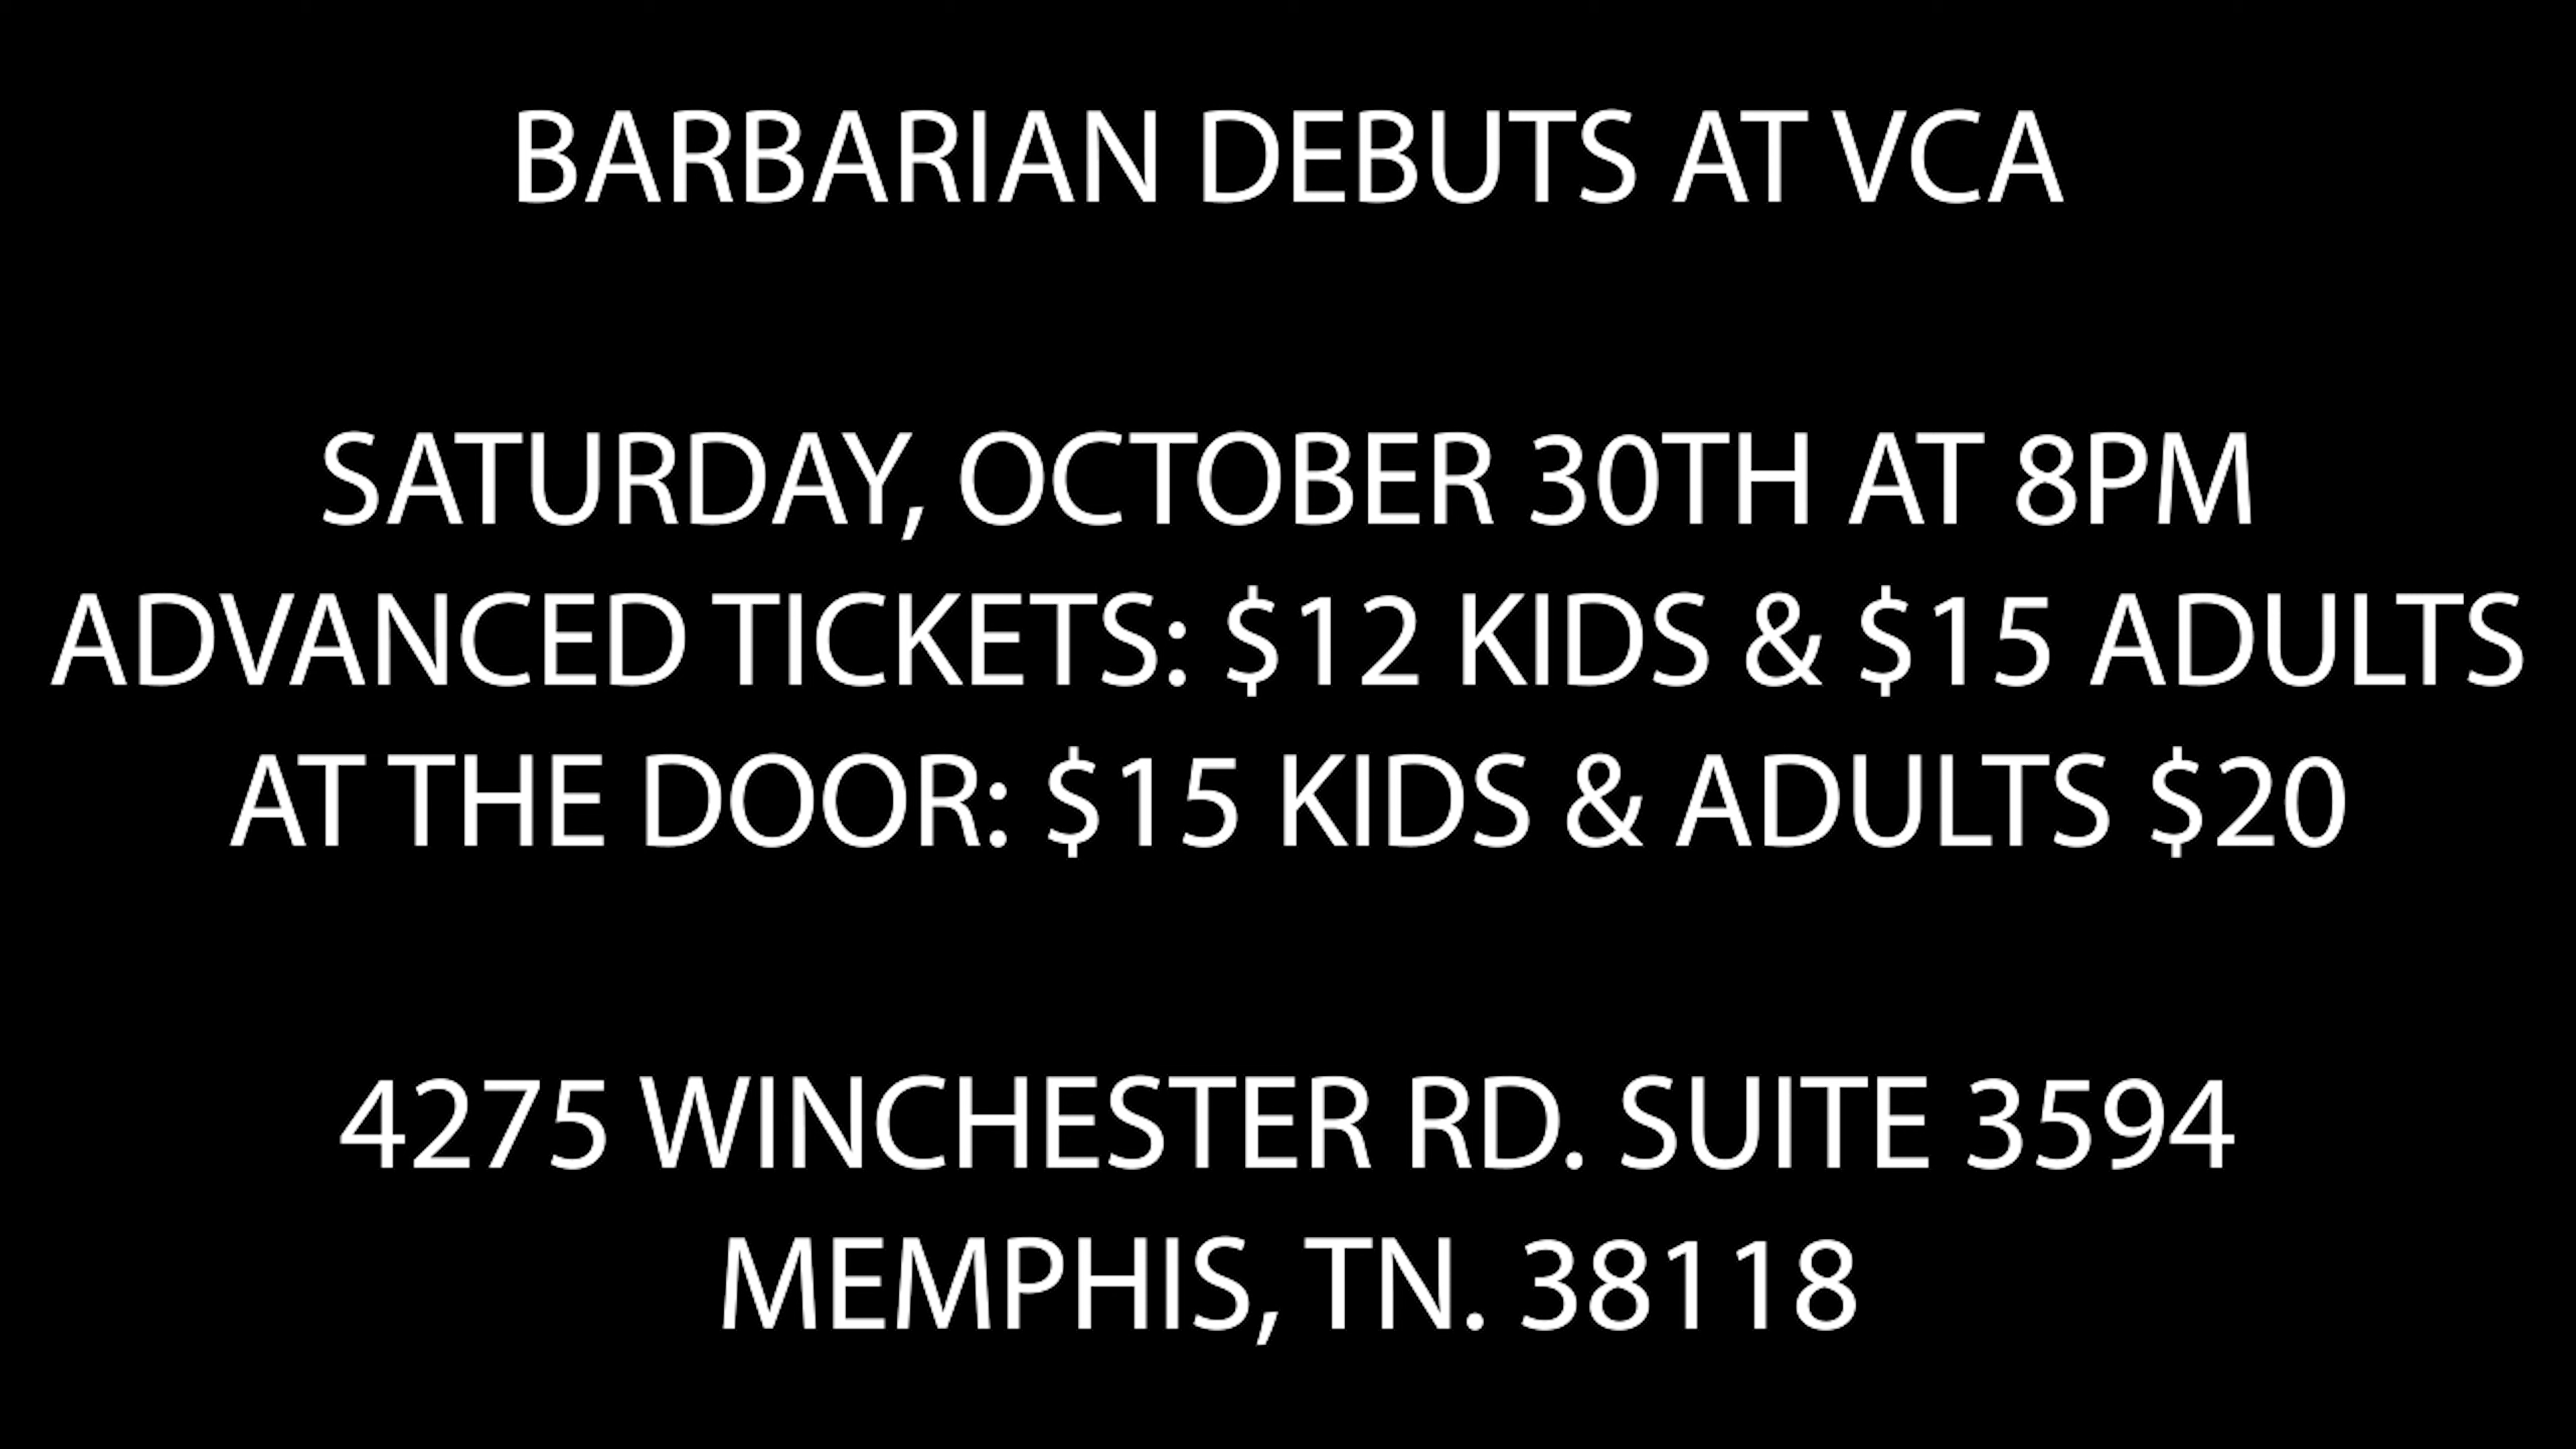 BARBARIAN DEBUTS AT VCA
SATURDAY, OCTOBER 30TH AT 8PM
ADVANCED TICKETS: $12 KIDS & $15 ADULTS
AT THE DOOR: $15 KIDS & ADULTS $20
4275 WINCHESTER RD. SUITE 3594
MEMPHIS, TN. 38118